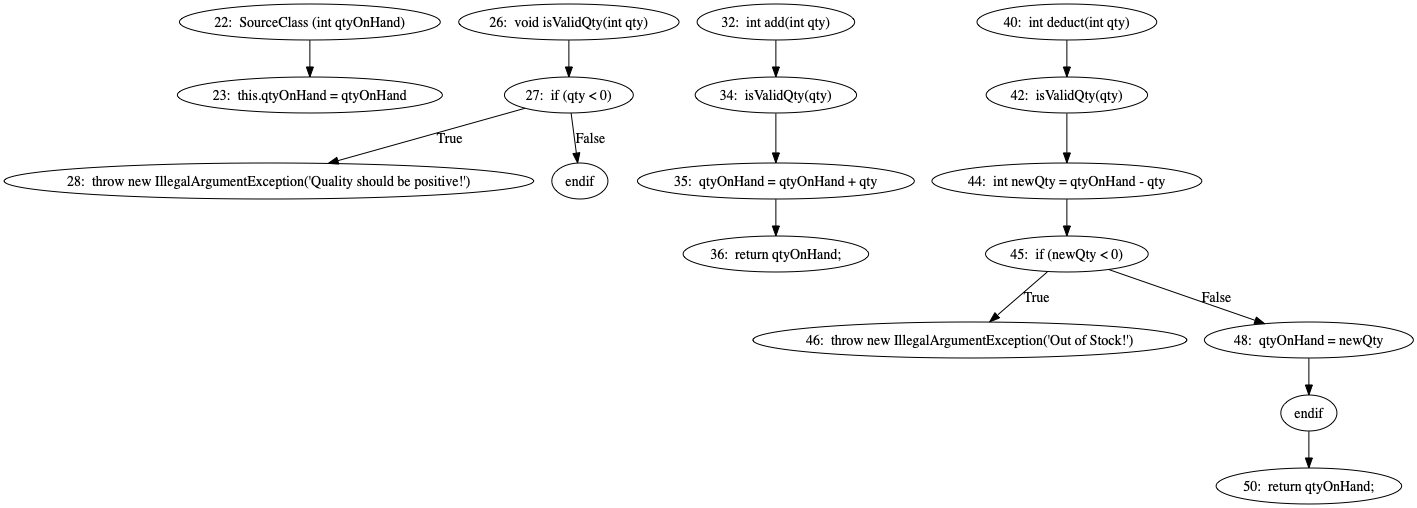 22: SourceClass (int qtyOnHand)
23: this.qtyOnHand = qtyOnHand
26: void isValidQty(int qty)
27: if (qty < 0)
True
False
28: throw new IllegalArgumentException('Quality should be positive!')
endif
32: int add(int qty)
34: isValidQty(qty)
35: qtyOnHand = qtyOnHand + qty
36: return qtyOnHand;
40: int deduct(int qty)
42: isValidQty(qty)
44: int newQty = qtyOnHand - qty
45: if (newQty < 0)
True
False
46: throw new IllegalArgumentException('Out of Stock!')
48: qtyOnHand = newQty
endif
50: return qtyOnHand;